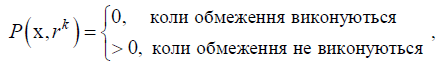 P(x,r^k) = { 0, коли обмеження виконуються
> 0, коли обмеження не виконуються ,